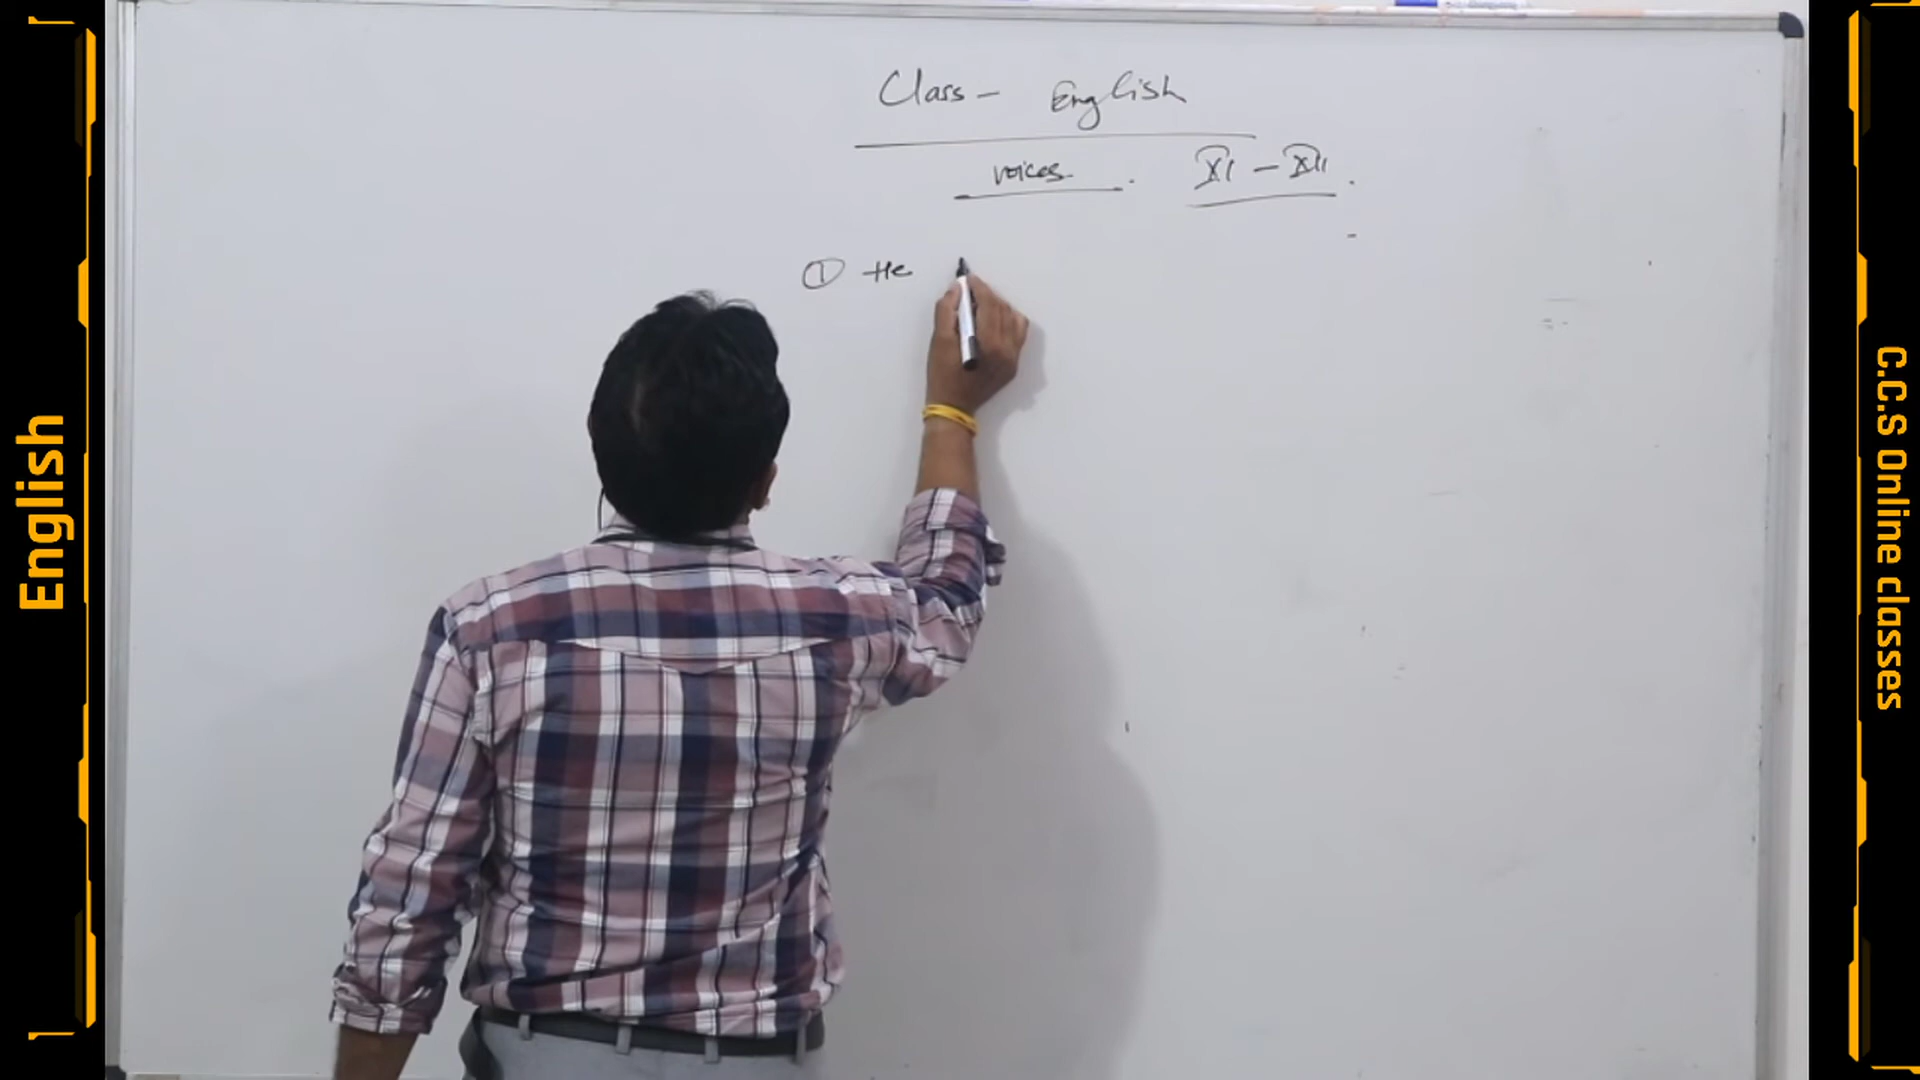 Class - English
voices. XI - XII.
① He
English
C.C.S Online classes